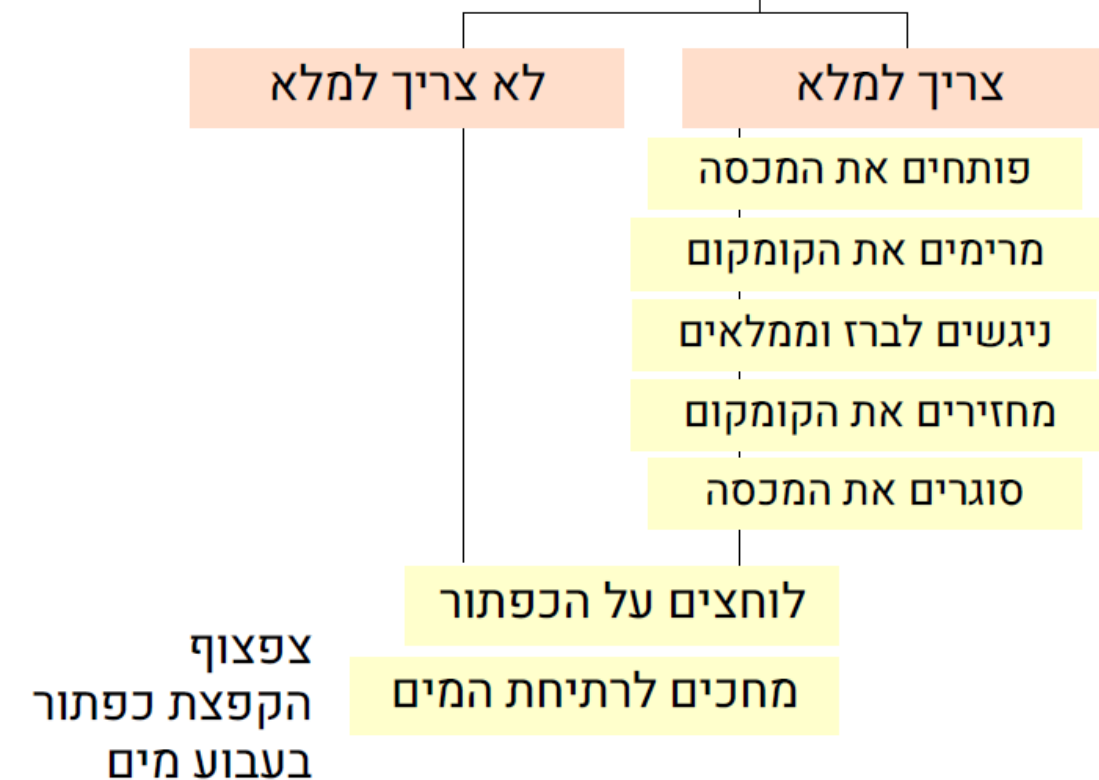 צריך למלא
לא צריך למלא
פותחים את המכסה
מרימים את הקומקום
ניגשים לברז וממלאים
מחזירים את הקומקום
סוגרים את המכסה
לוחצים על הכפתור
מחכים לרתיחת המים
צפצוף
הקפצת כפתור
בעבוע מים